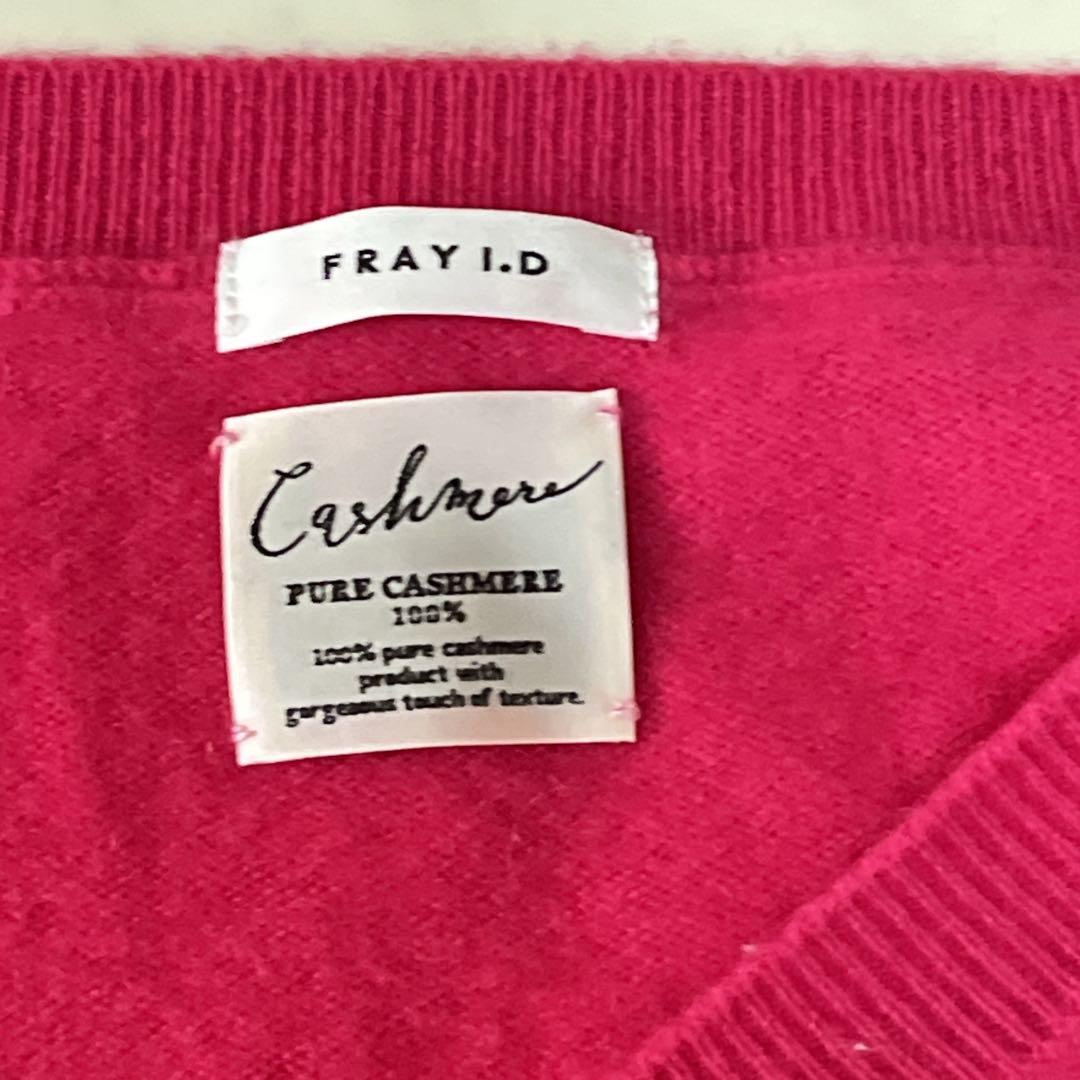 FRAY I.D
Cashmere
PURE CASHMERE
100%
100% pure cashmere
product with
gorgeous touch of texture.